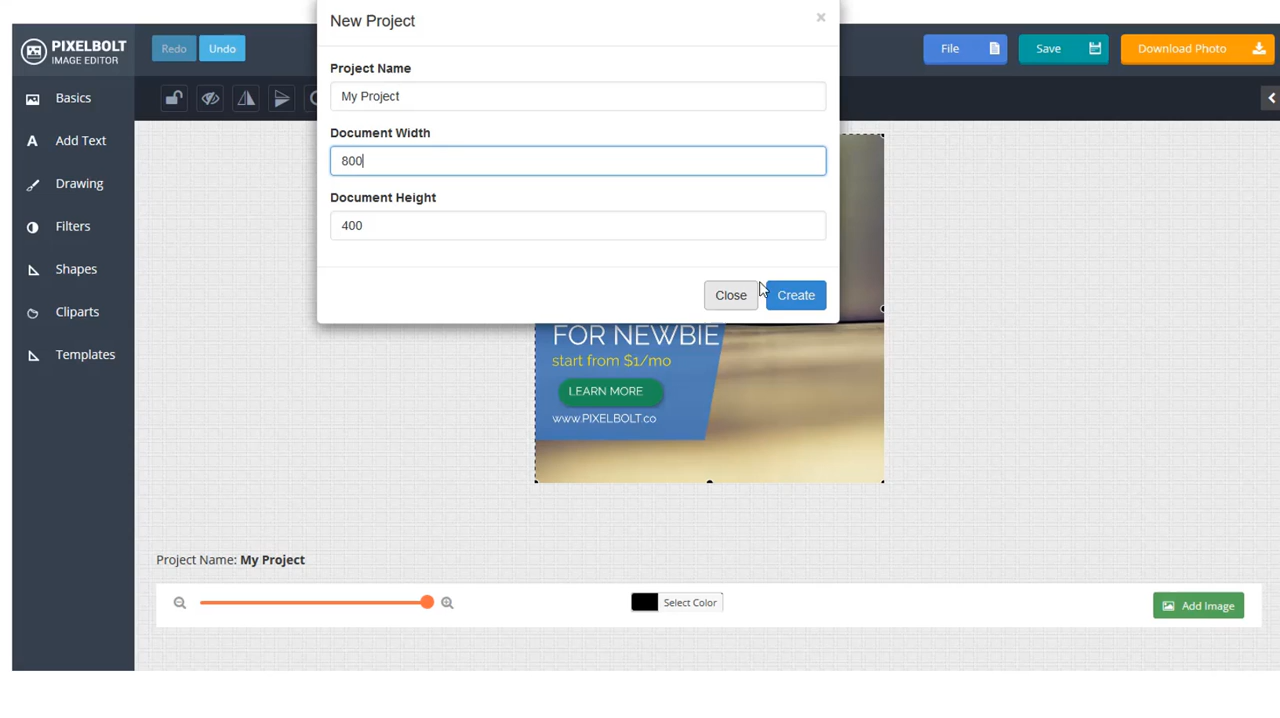 New Project
×
PIXELBOLT
IMAGE EDITOR
Redo
Undo
File
Save
Download Photo
Project Name
My Project
Document Width
800
Document Height
400
Close
Create
Basics
Add Text
Drawing
Filters
Shapes
Cliparts
Templates
FOR NEWBIE
start from $1/mo
LEARN MORE
www.PIXELBOLT.co
Project Name: My Project
Select Color
Add Image